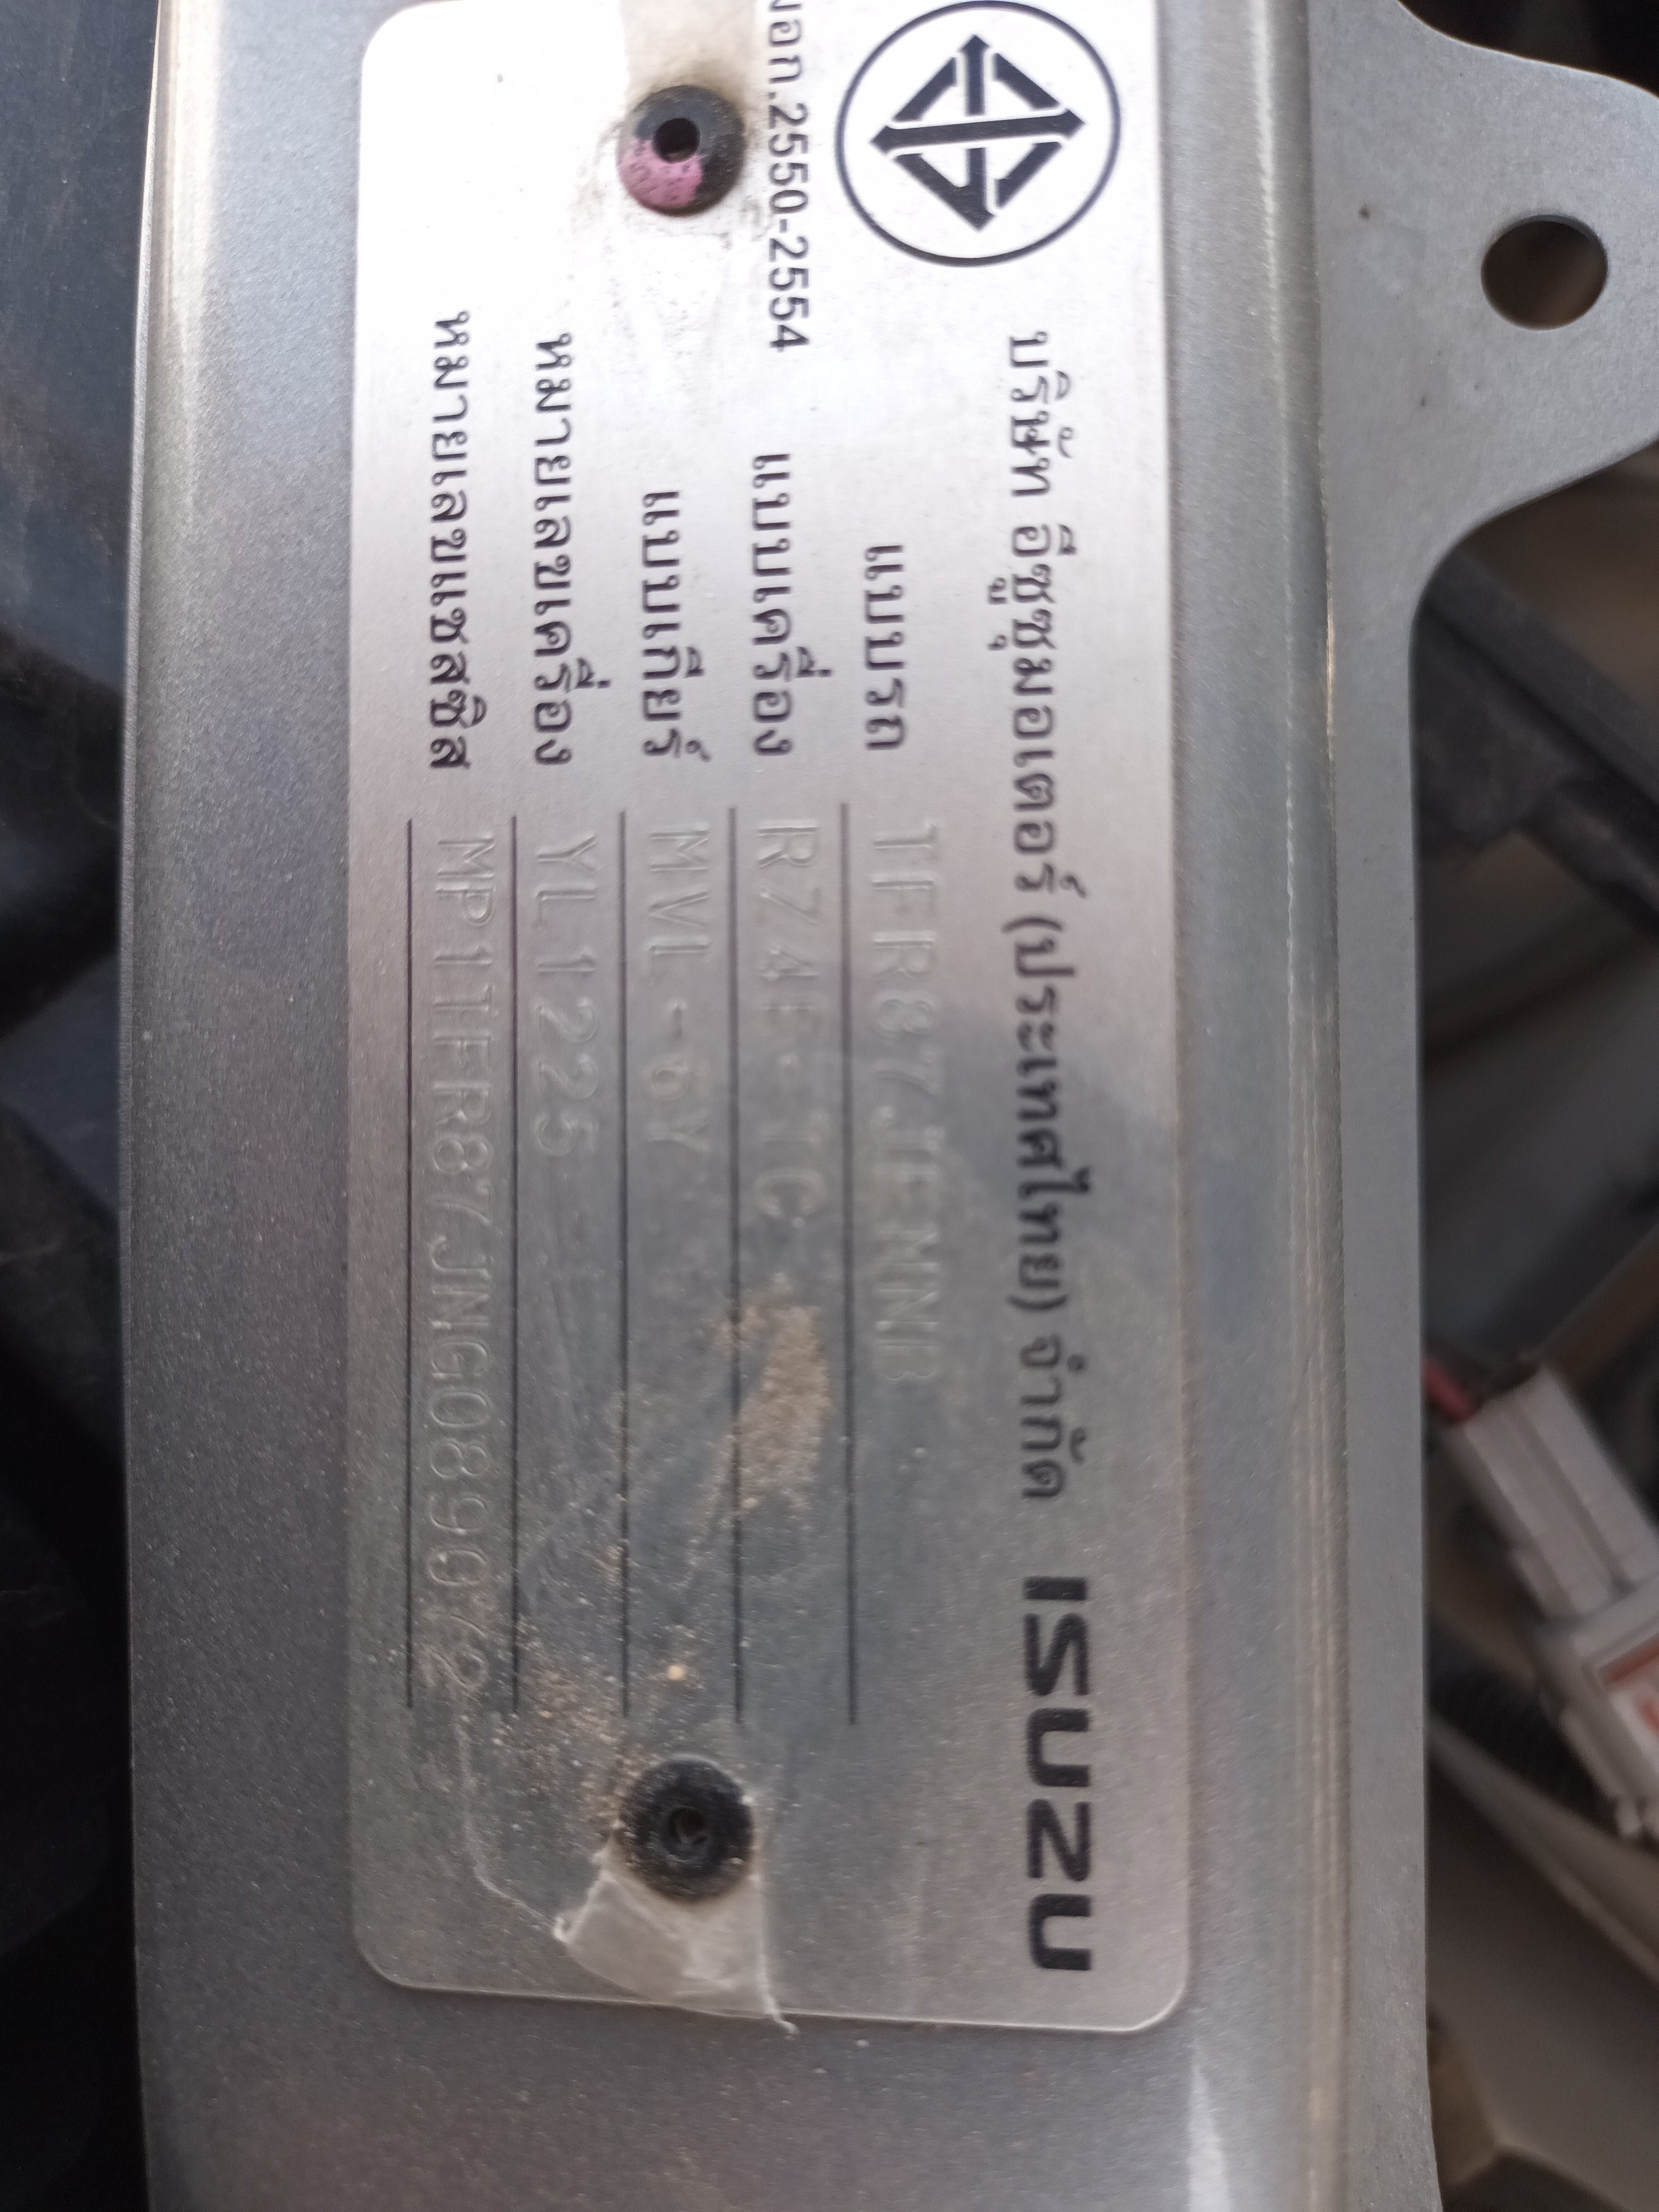 บริษัท อีซูซุมอเตอร์ (ประเทศไทย) จำกัด ISUZU
มอก.2550-2554
แบบรถ TFR87JEMNB
แบบเครื่อง RZ4E-TC
แบบเกียร์ MVL-6Y
หมายเลขเครื่อง YL1225
หมายเลขแชสซิส MP1TFR87JNG089072